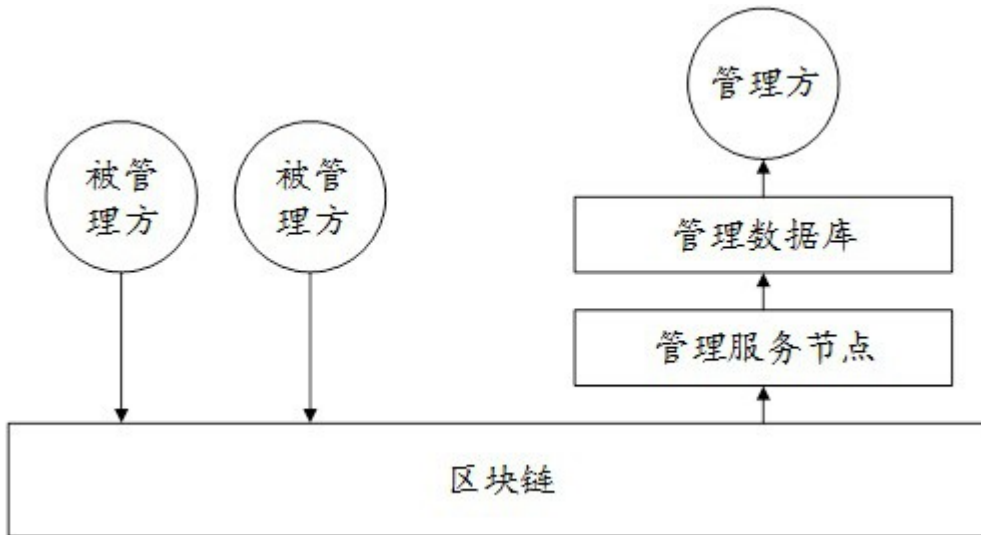 管理方
被管
理方
被管
理方
管理数据库
管理服务节点
区块链